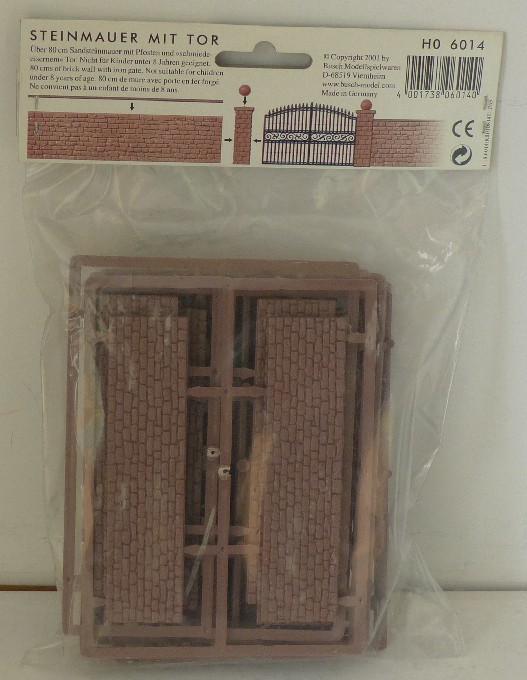 STEINMAUER MIT TOR
Über 80 cm Sandsteinmauer mit Pfosten und »schmiede-
eisernem« Tor. Nicht für Kinder unter 8 Jahren geeignet.
80 cms of brick wall with iron gate. Not suitable for children
under 8 years of age. 80 cm de mure avec porte en fer forgé.
Ne convient pas à un enfant de moins de 8 ans.
© Copyright 2001 by
Busch Modellspielwaren
D-68519 Viernheim
www.busch-model.com
Made in Germany
H0 6014
4 001738 060140
CE